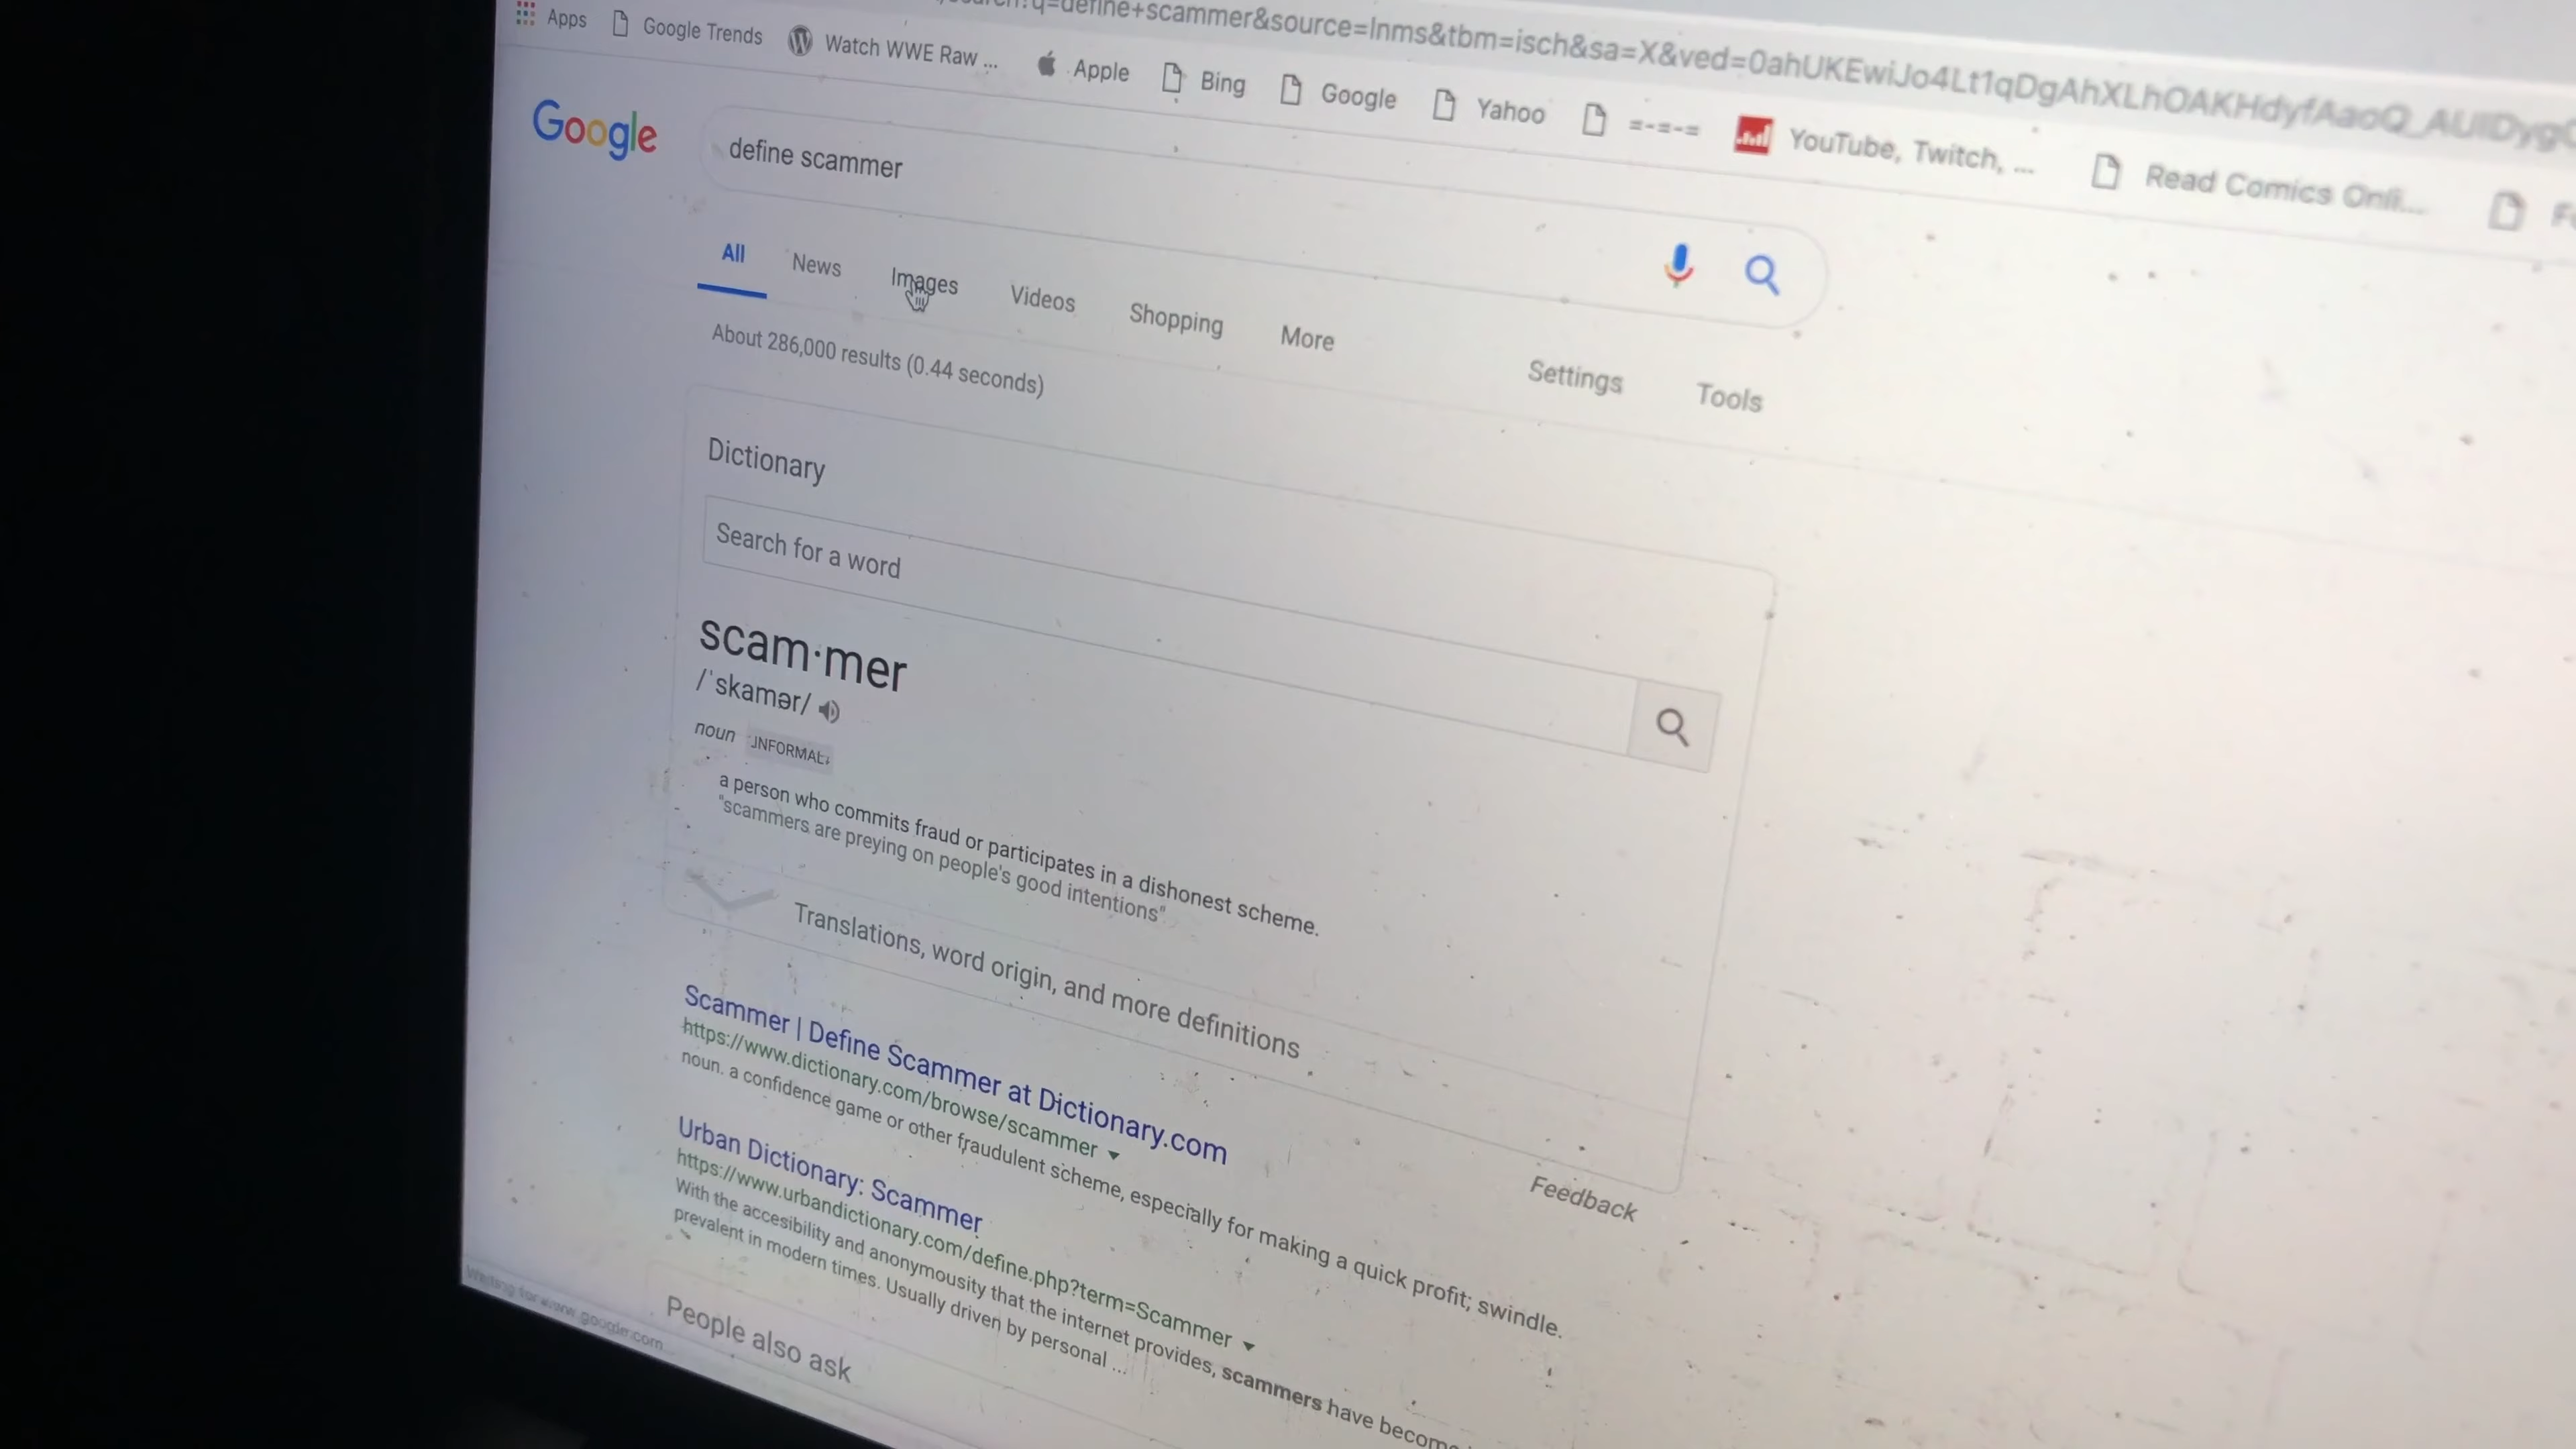 q=define+scammer&source=lnms&tbm=isch&sa=X&ved=0ahUKEwiJo4Lt1qDgAhXLhOAKHdyfAaoQ_AUIDyg
Apps Google Trends Watch WWE Raw ... Apple Bing Google Yahoo =-=-= YouTube, Twitch, ... Read Comics Onli...
Google
define scammer
All News Images Videos Shopping More Settings Tools
About 286,000 results (0.44 seconds)
Dictionary
Search for a word
scam·mer
/ˈskamər/
noun INFORMAL
a person who commits fraud or participates in a dishonest scheme.
"scammers are preying on people's good intentions"
Translations, word origin, and more definitions
Feedback
Scammer | Define Scammer at Dictionary.com
https://www.dictionary.com/browse/scammer
noun. a confidence game or other fraudulent scheme, especially for making a quick profit; swindle.
Urban Dictionary: Scammer
https://www.urbandictionary.com/define.php?term=Scammer
With the accesibility and anonymousity that the internet provides, scammers have become
prevalent in modern times. Usually driven by personal ...
People also ask
Waiting for www.google.com...